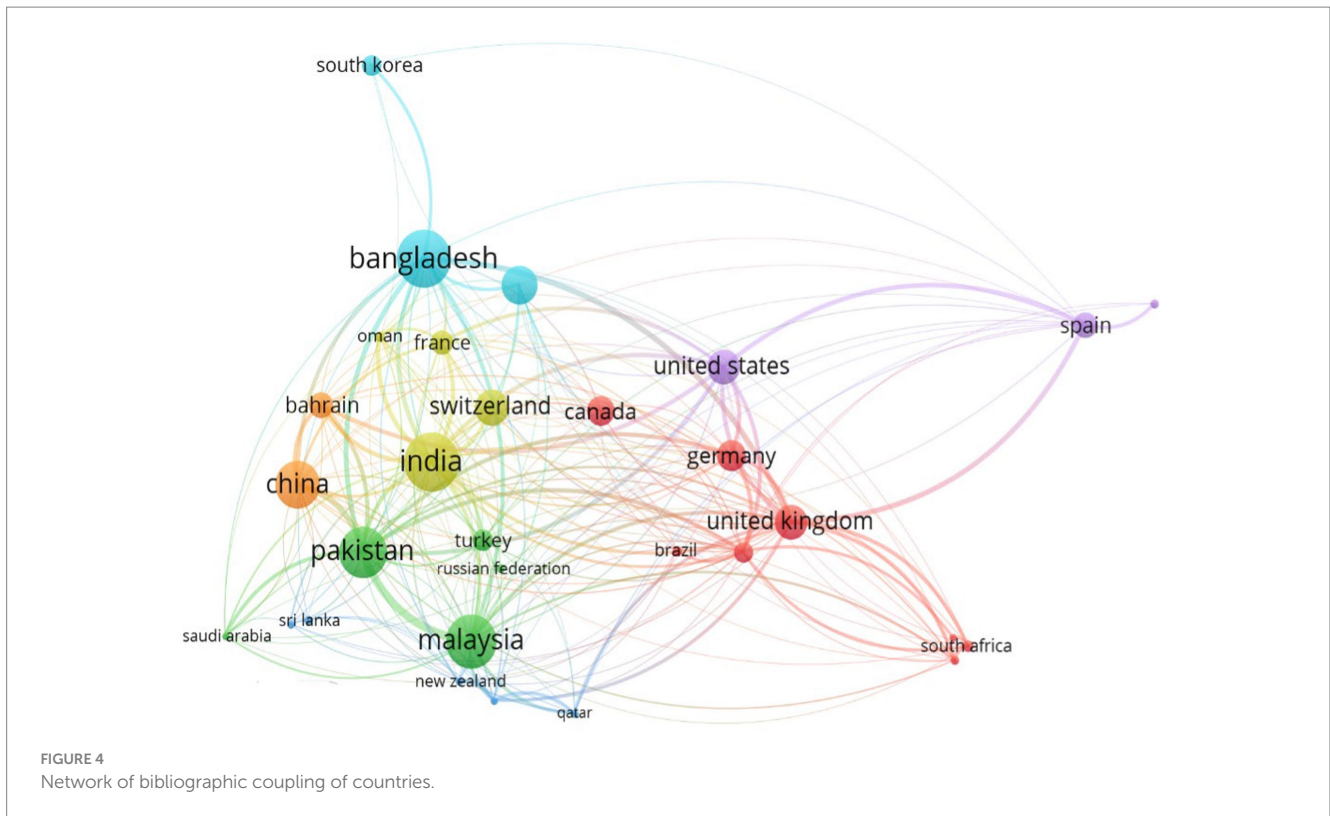 south korea
bangladesh
oman
france
spain
united states
bahrain
switzerland
canada
germany
india
china
united kingdom
pakistan
turkey
brazil
russian federation
sri lanka
saudi arabia
malaysia
south africa
new zealand
qatar
FIGURE 4
Network of bibliographic coupling of countries.